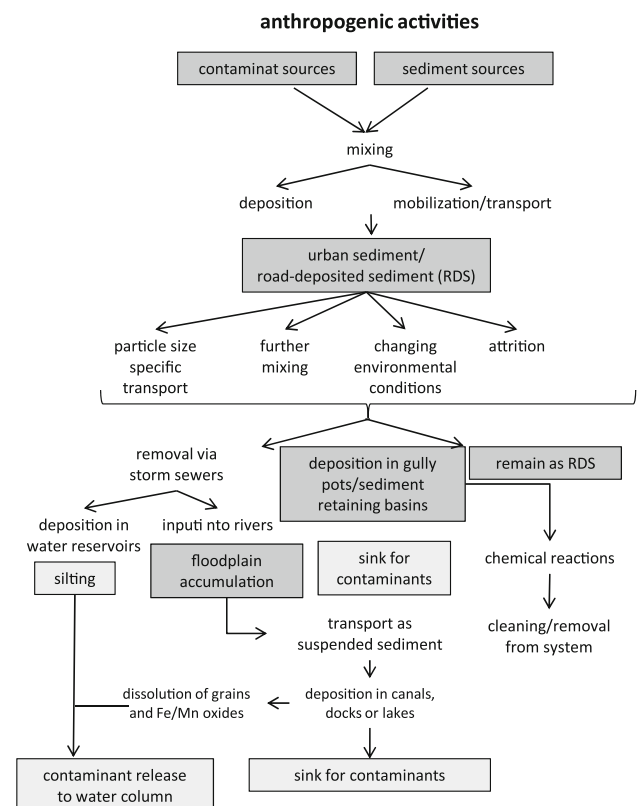 anthropogenic activities
contaminat sources
sediment sources
mixing
deposition
mobilization/transport
urban sediment/
road-deposited sediment (RDS)
particle size
specific
transport
further
mixing
changing
environmental
conditions
attrition
removal via
storm sewers
deposition in gully
pots/sediment
retaining basins
remain as RDS
deposition in
water reservoirs
inputi nto rivers
silting
floodplain
accumulation
sink for
contaminants
chemical reactions
transport as
suspended sediment
cleaning/removal
from system
dissolution of grains
and Fe/Mn oxides
deposition in canals,
docks or lakes
contaminant release
to water column
sink for contaminants